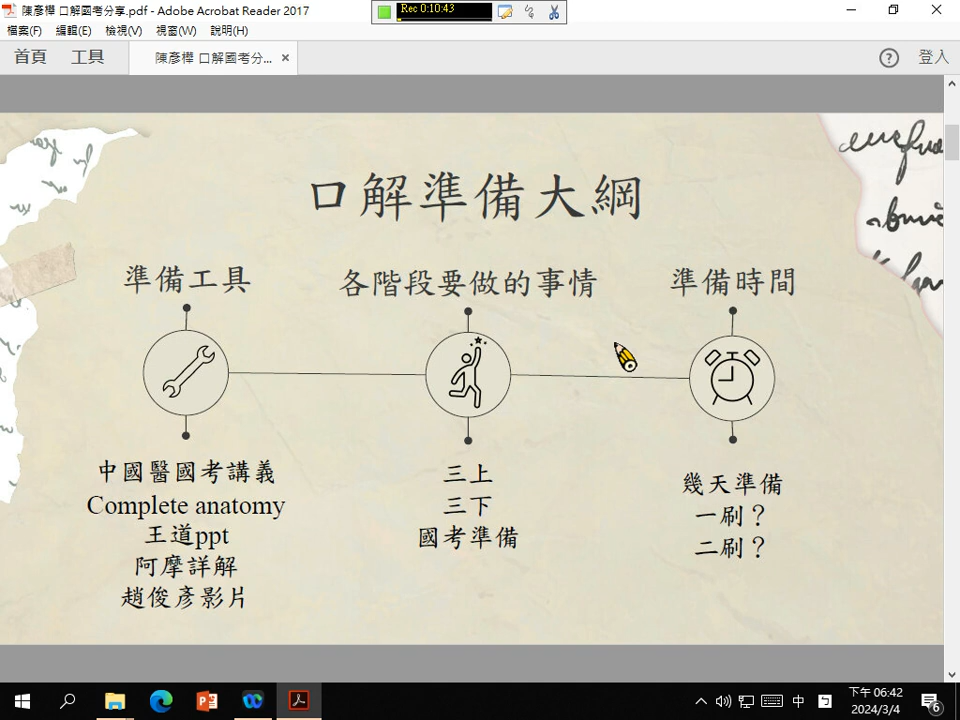 陳彥樺 口解國考分享.pdf - Adobe Acrobat Reader 2017
Rec 0:10:43
檔案(F) 編輯(E) 檢視(V) 視窗(W) 說明(H)
首頁 工具 陳彥樺 口解國考分... × ? 登入
口解準備大綱
準備工具
各階段要做的事情
準備時間
中國醫國考講義
Complete anatomy
王道ppt
阿摩詳解
趙俊彥影片
三上
三下
國考準備
幾天準備
一刷？
二刷？
中
下午 06:42
2024/3/4
6